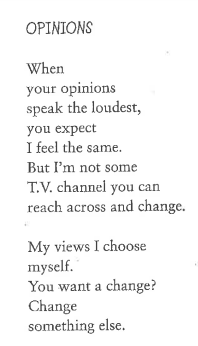 OPINIONS
When
your opinions
speak the loudest,
you expect
I feel the same.
But I'm not some
T.V. channel you can
reach across and change.
My views I choose
myself.
You want a change?
Change
something else.